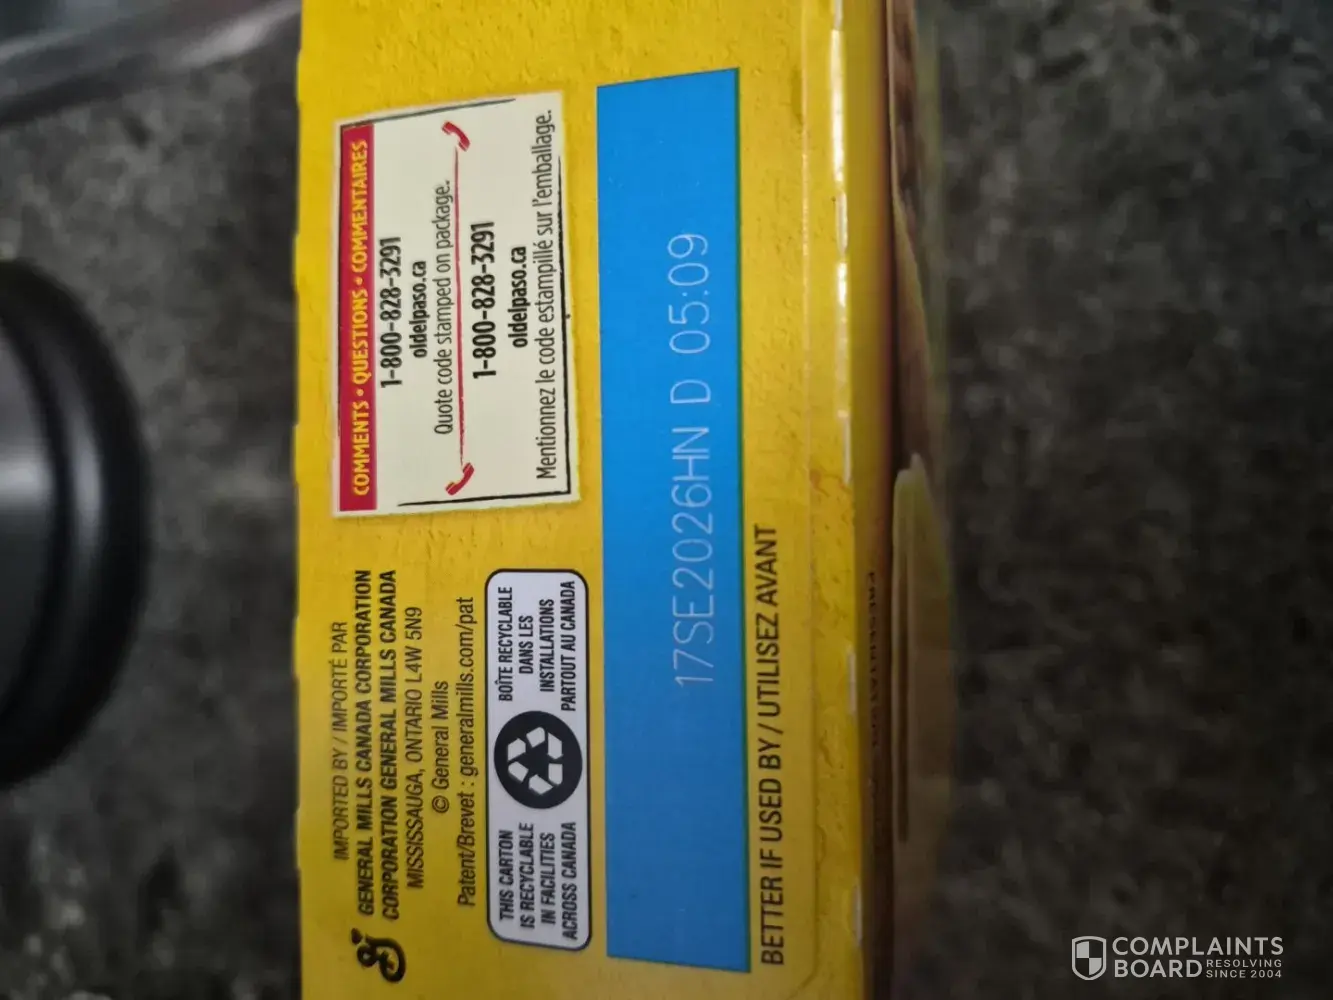 COMMENTS • QUESTIONS • COMMENTAIRES
1-800-828-3291
oldelpaso.ca
Quote code stamped on package.
1-800-828-3291
oldelpaso.ca
Mentionnez le code estampillé sur l'emballage.
IMPORTED BY / IMPORTÉ PAR
GENERAL MILLS CANADA CORPORATION
CORPORATION GENERAL MILLS CANADA
MISSISSAUGA, ONTARIO L4W 5N9
© General Mills
Patent/Brevet : generalmills.com/pat
THIS CARTON
IS RECYCLABLE
IN FACILITIES
ACROSS CANADA
BOÎTE RECYCLABLE
DANS LES
INSTALLATIONS
PARTOUT AU CANADA
17SE2026HN D 05:09
BETTER IF USED BY / UTILISEZ AVANT
COMPLAINTS
BOARD RESOLVING
SINCE 2004